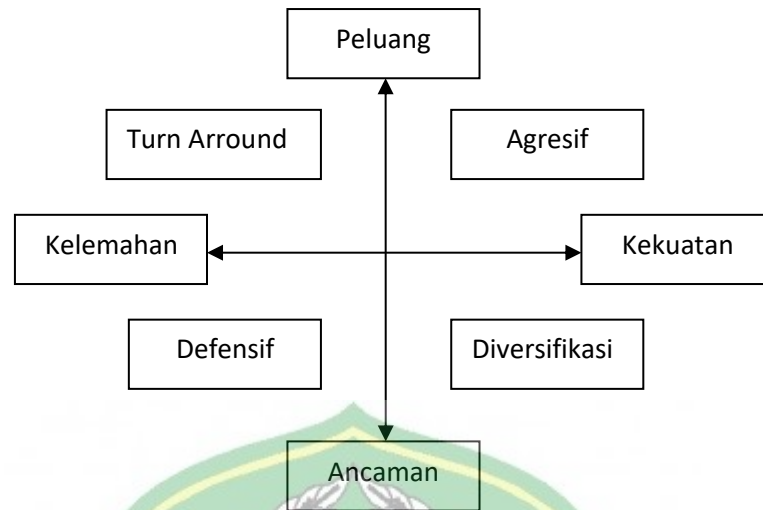 Peluang
Turn Arround
Agresif
Kelemahan
Kekuatan
Defensif
Diversifikasi
Ancaman